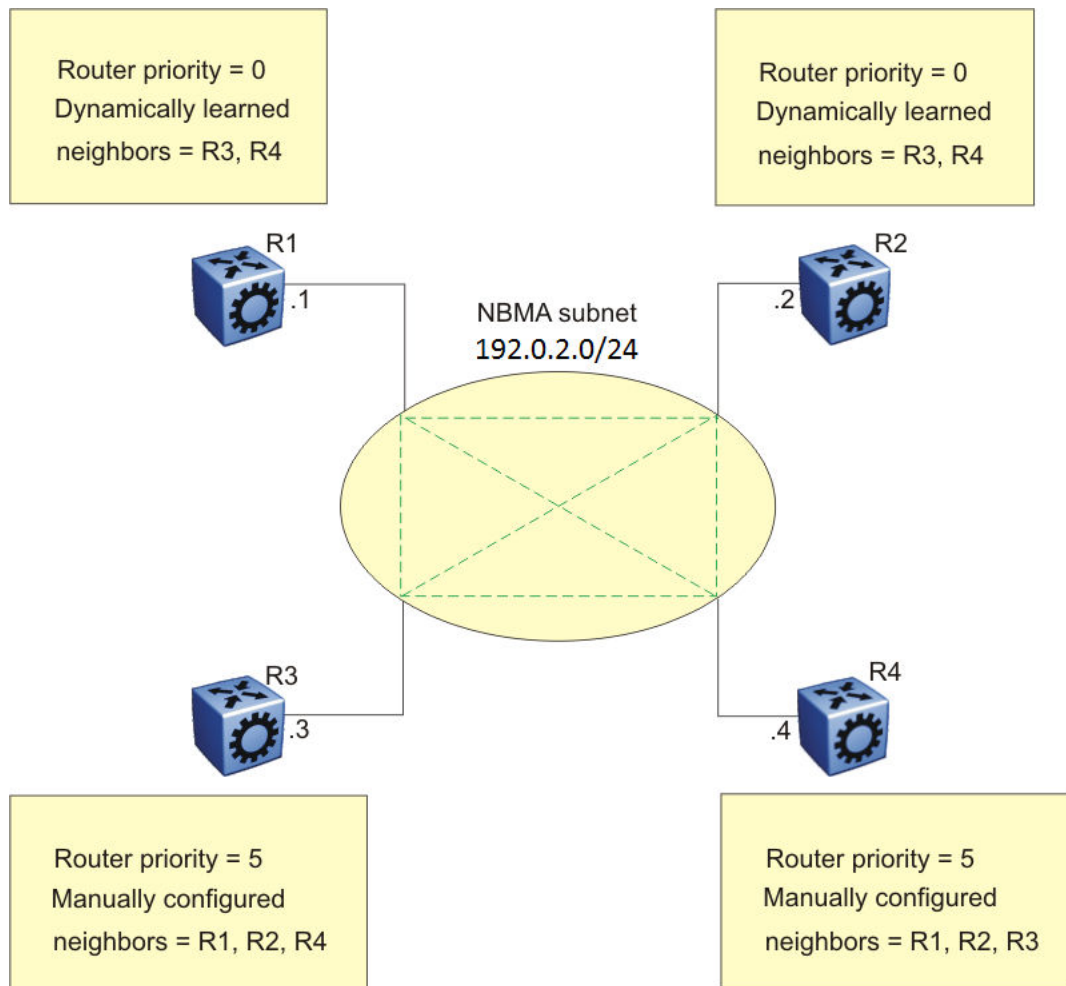 Router priority = 0
Dynamically learned
neighbors = R3, R4
Router priority = 0
Dynamically learned
neighbors = R3, R4
R1
.1
R2
.2
NBMA subnet
192.0.2.0/24
R3
.3
R4
.4
Router priority = 5
Manually configured
neighbors = R1, R2, R4
Router priority = 5
Manually configured
neighbors = R1, R2, R3